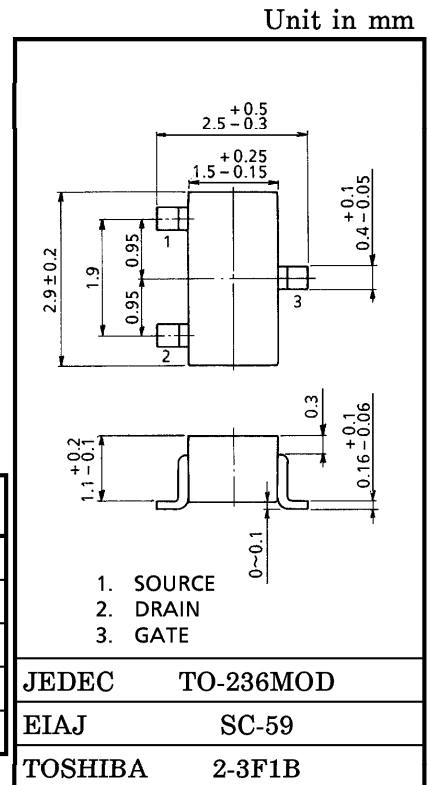 Unit in mm
+0.5
2.5-0.3
+0.25
1.5-0.15
+0.1
0.4-0.05
2.9±0.2
1.9
0.95
0.95
1
2
3
0.3
+0.1
0.16-0.06
+0.2
1.1-0.1
0~0.1
1. SOURCE
2. DRAIN
3. GATE
JEDEC TO-236MOD
EIAJ SC-59
TOSHIBA 2-3F1B